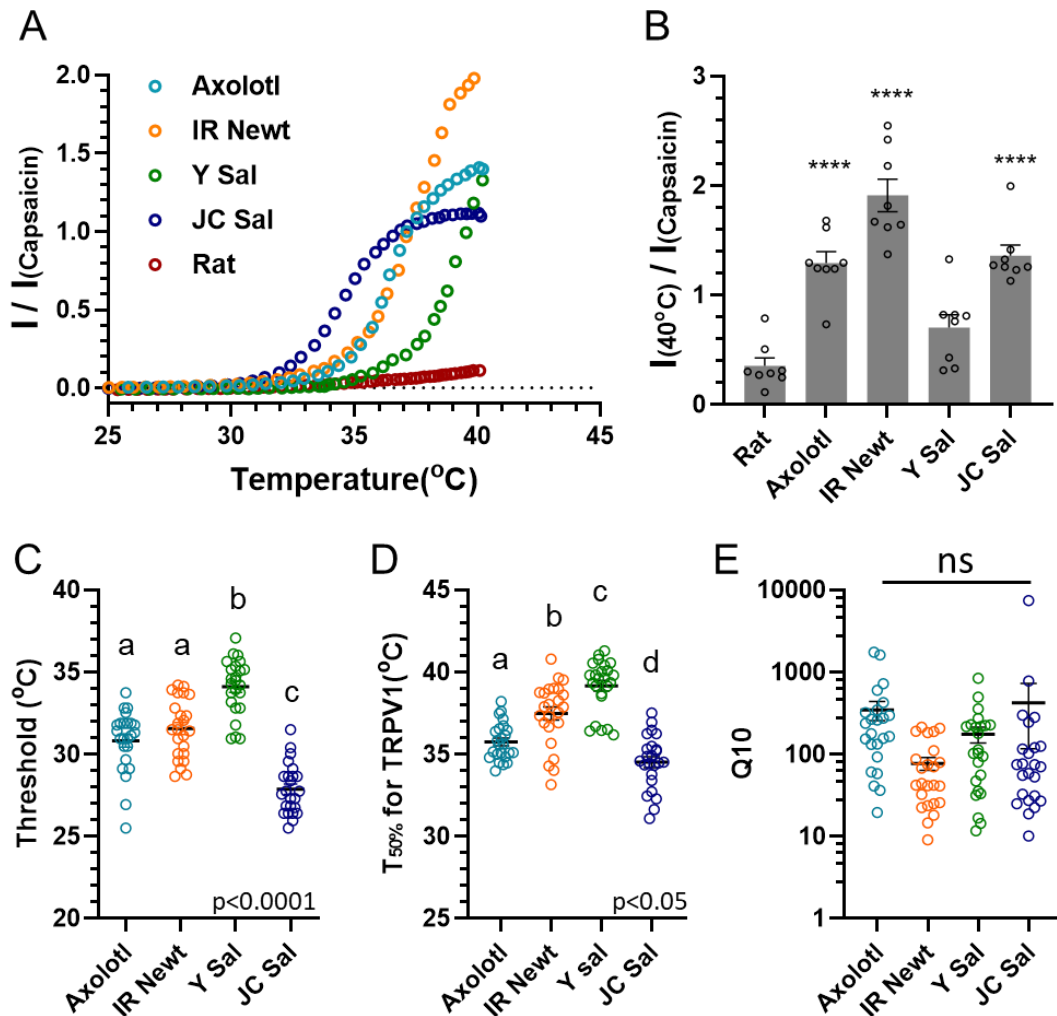 A
I / I(Capsaicin)
2.0
1.5
1.0
0.5
0.0
Axolotl
IR Newt
Y Sal
JC Sal
Rat
25 30 35 40 45
Temperature(°C)
B
I(40°C) / I(Capsaicin)
3
2
1
0
**** **** ****
Rat Axolotl IR Newt Y Sal JC Sal
C
Threshold (°C)
40
35
30
25
20
a a b c
p<0.0001
Axolotl IR Newt Y Sal JC Sal
D
T50% for TRPV1(°C)
45
40
35
30
25
a b c d
p<0.05
Axolotl IR Newt Y sal JC Sal
E
Q10
10000
1000
100
10
1
ns
Axolotl IR Newt Y Sal JC Sal